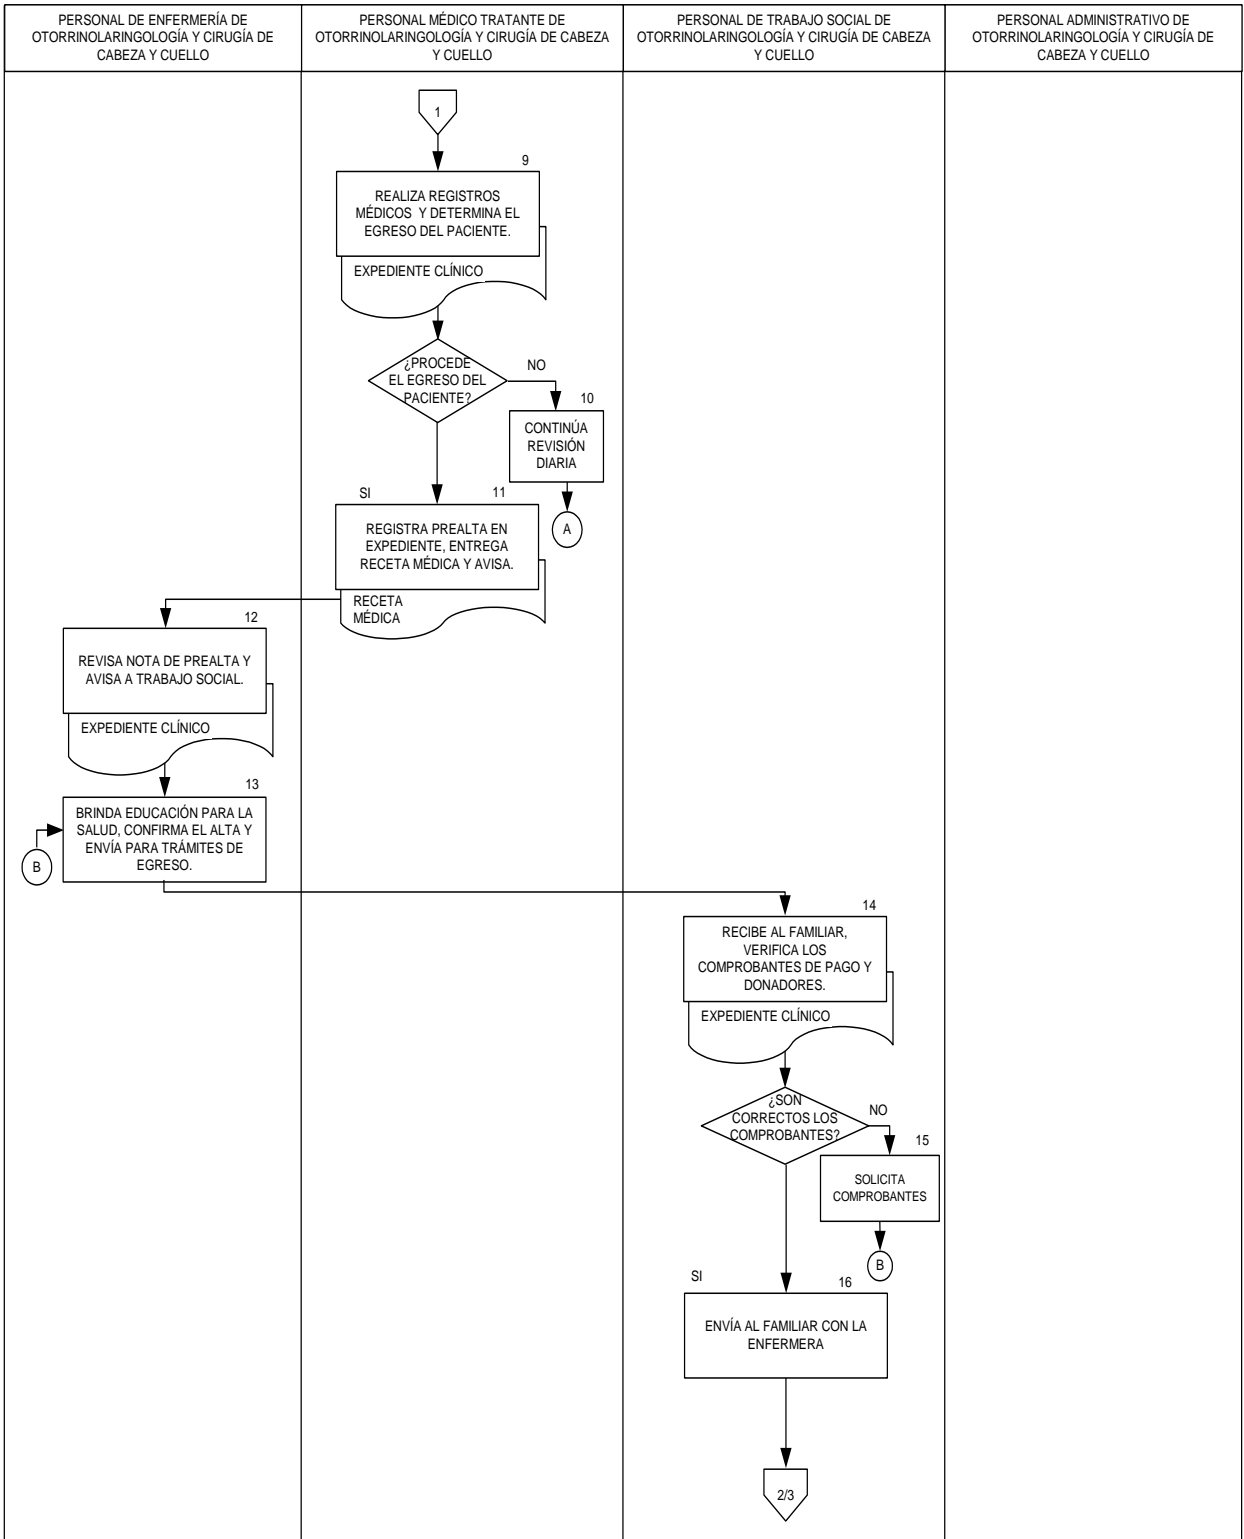 PERSONAL DE ENFERMERÍA DE
OTORRINOLARINGOLOGÍA Y CIRUGÍA DE
CABEZA Y CUELLO
PERSONAL MÉDICO TRATANTE DE
OTORRINOLARINGOLOGÍA Y CIRUGÍA DE CABEZA
Y CUELLO
PERSONAL DE TRABAJO SOCIAL DE
OTORRINOLARINGOLOGÍA Y CIRUGÍA DE CABEZA
Y CUELLO
PERSONAL ADMINISTRATIVO DE
OTORRINOLARINGOLOGÍA Y CIRUGÍA DE
CABEZA Y CUELLO
1
9
REALIZA REGISTROS
MÉDICOS Y DETERMINA EL
EGRESO DEL PACIENTE.
EXPEDIENTE CLÍNICO
¿PROCEDE
EL EGRESO DEL
PACIENTE?
NO
10
CONTINÚA
REVISIÓN
DIARIA
A
SI
11
REGISTRA PREALTA EN
EXPEDIENTE, ENTREGA
RECETA MÉDICA Y AVISA.
RECETA
MÉDICA
12
REVISA NOTA DE PREALTA Y
AVISA A TRABAJO SOCIAL.
EXPEDIENTE CLÍNICO
13
BRINDA EDUCACIÓN PARA LA
SALUD, CONFIRMA EL ALTA Y
ENVÍA PARA TRÁMITES DE
EGRESO.
B
14
RECIBE AL FAMILIAR,
VERIFICA LOS
COMPROBANTES DE PAGO Y
DONADORES.
EXPEDIENTE CLÍNICO
¿SON
CORRECTOS LOS
COMPROBANTES?
NO
15
SOLICITA
COMPROBANTES
B
SI
16
ENVÍA AL FAMILIAR CON LA
ENFERMERA
2/3